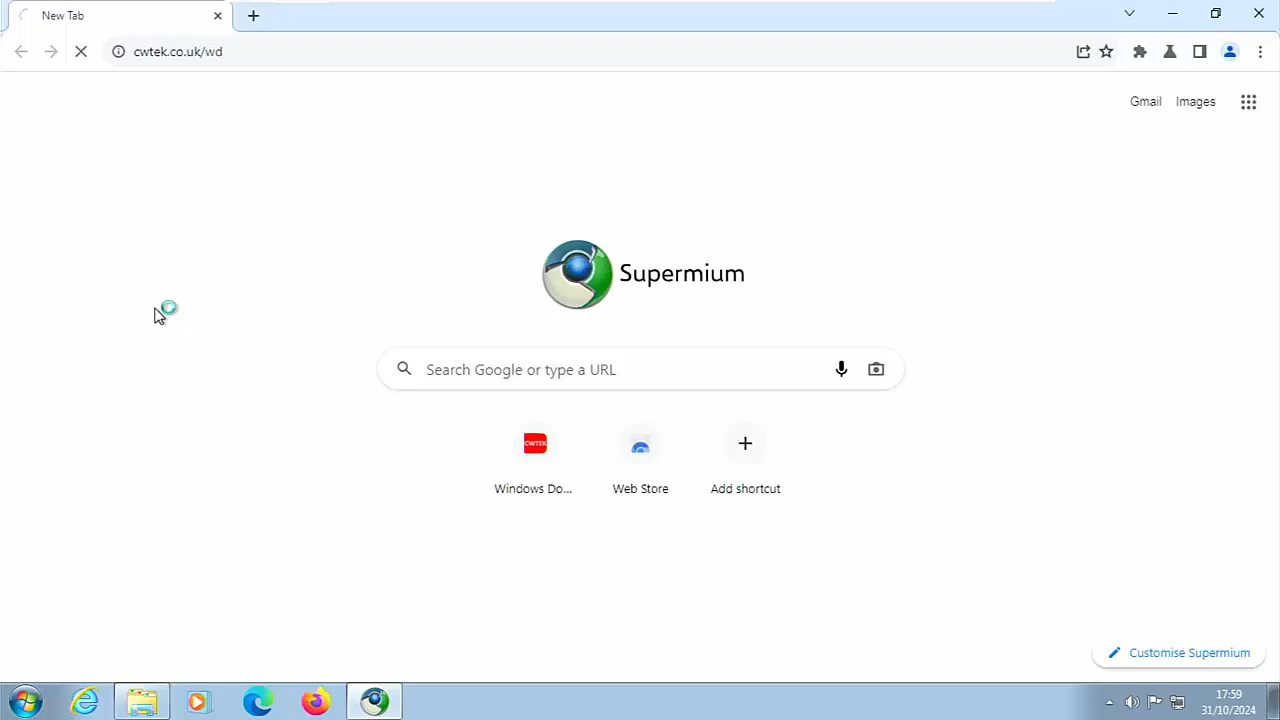 New Tab
cwtek.co.uk/wd
Gmail Images
Supermium
Search Google or type a URL
CWTEK
Windows Do... Web Store Add shortcut
Customise Supermium
17:59
31/10/2024